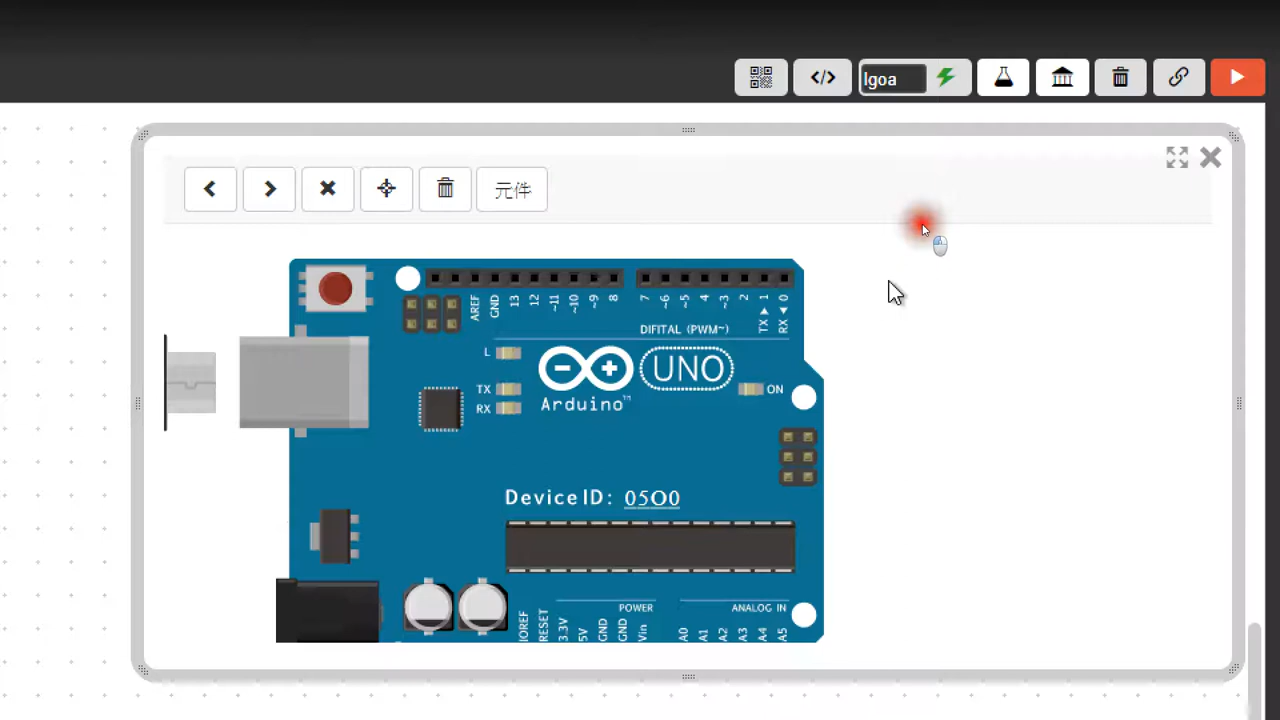 </> lgoa
元件
AREF GND 13 12 ~11 ~10 ~9 8 7 ~6 ~5 4 ~3 2 TX▶1 RX◀0
DIFITAL (PWM~)
L
TX
RX
UNO
ON
Arduino™
Device ID: 05O0
POWER ANALOG IN
IOREF RESET 3.3V 5V GND GND Vin A0 A1 A2 A3 A4 A5